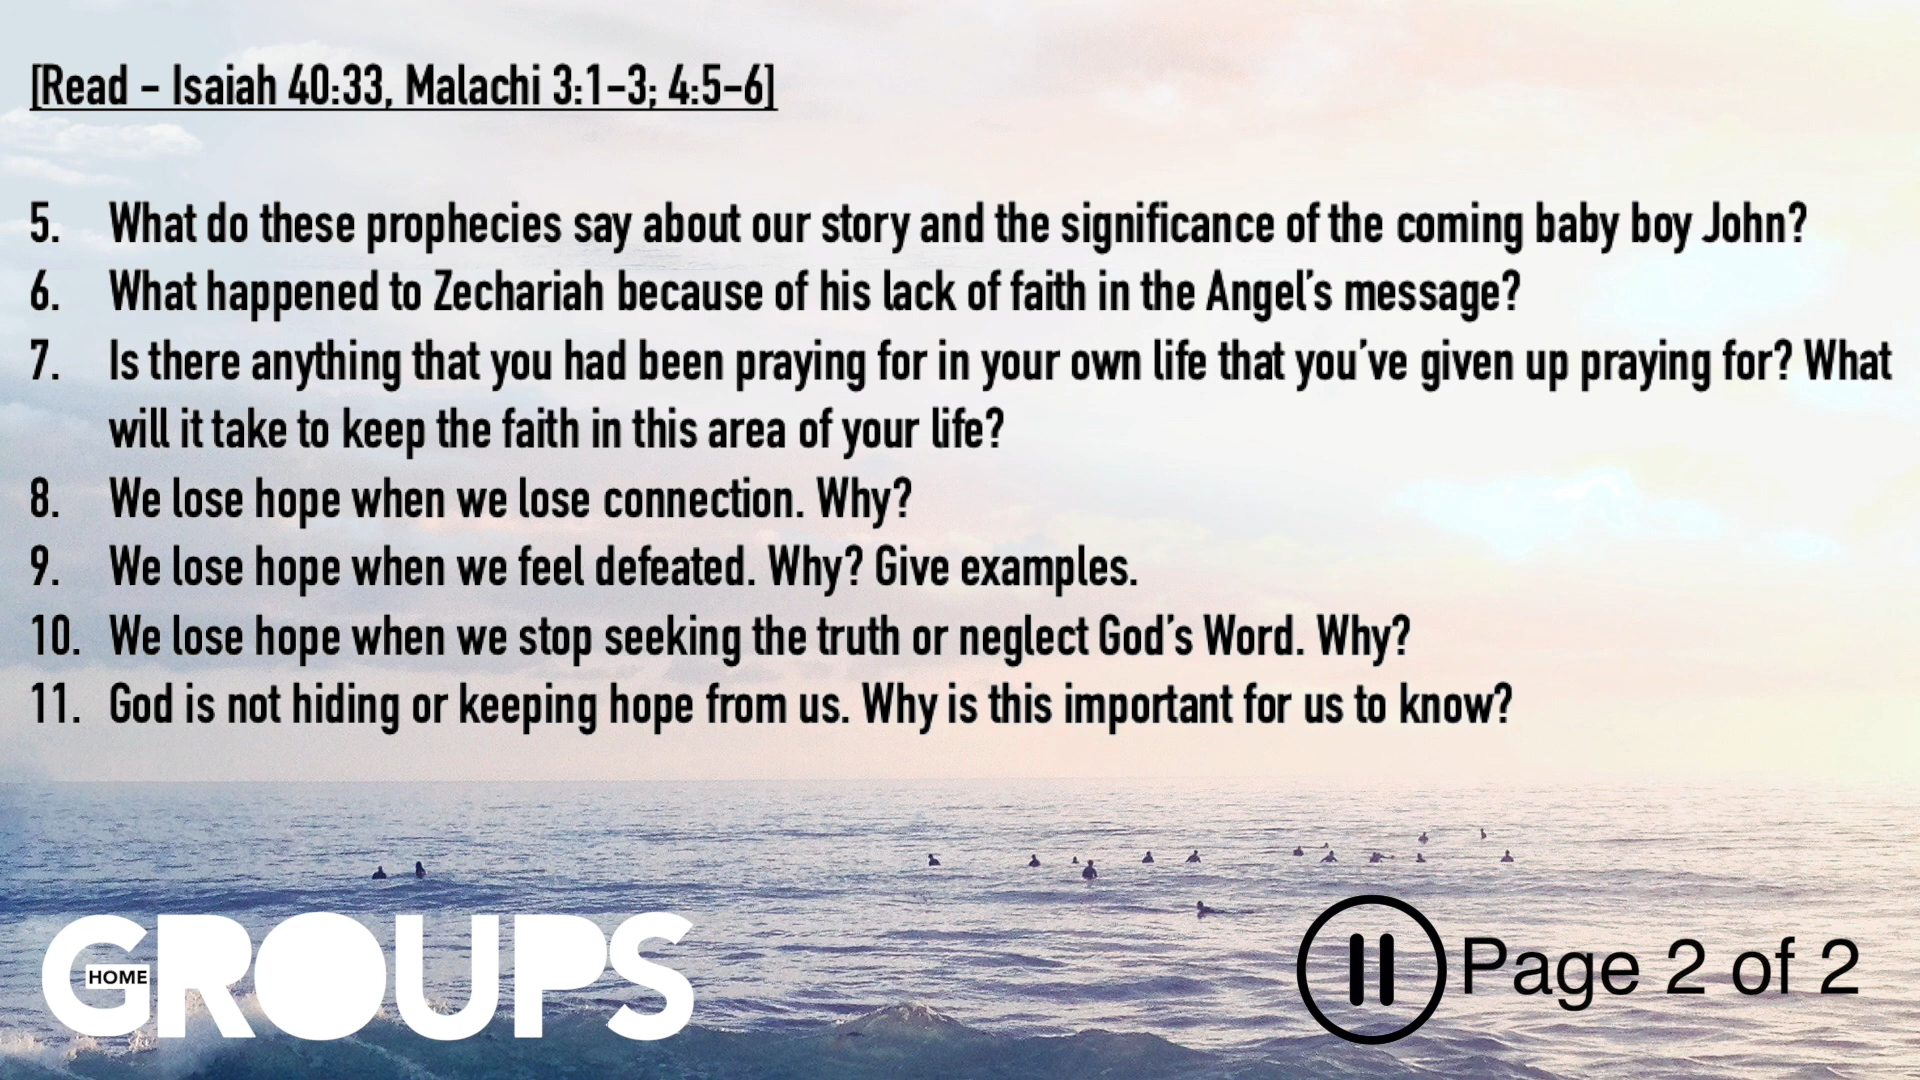 [Read – Isaiah 40:33, Malachi 3:1–3; 4:5–6]
5. What do these prophecies say about our story and the significance of the coming baby boy John?
6. What happened to Zechariah because of his lack of faith in the Angel’s message?
7. Is there anything that you had been praying for in your own life that you’ve given up praying for? What
will it take to keep the faith in this area of your life?
8. We lose hope when we lose connection. Why?
9. We lose hope when we feel defeated. Why? Give examples.
10. We lose hope when we stop seeking the truth or neglect God’s Word. Why?
11. God is not hiding or keeping hope from us. Why is this important for us to know?
HOME
GROUPS
Page 2 of 2